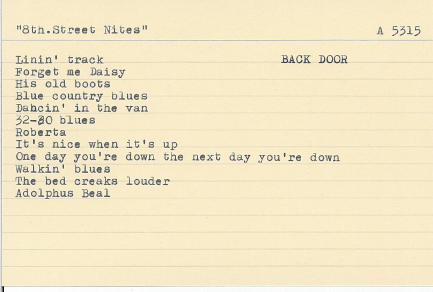 "8th.Street Nites" A 5315
Linin' track BACK DOOR
Forget me Daisy
His old boots
Blue country blues
Dahcin' in the van
32-20 blues
Roberta
It's nice when it's up
One day you're down the next day you're down
Walkin' blues
The bed creaks louder
Adolphus Beal